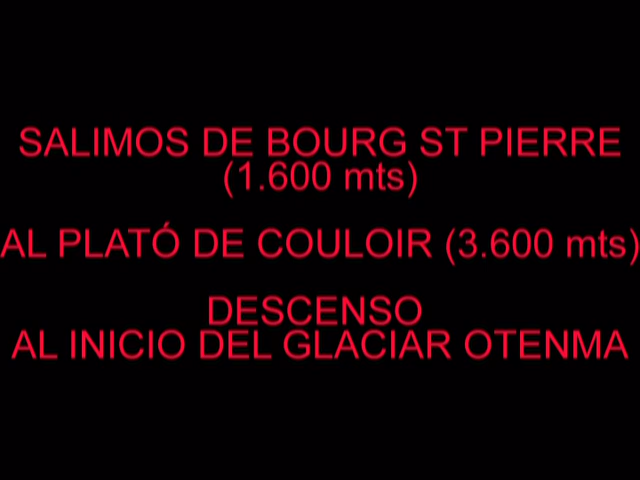 SALIMOS DE BOURG ST PIERRE
(1.600 mts)
AL PLATÓ DE COULOIR (3.600 mts)
DESCENSO
AL INICIO DEL GLACIAR OTENMA